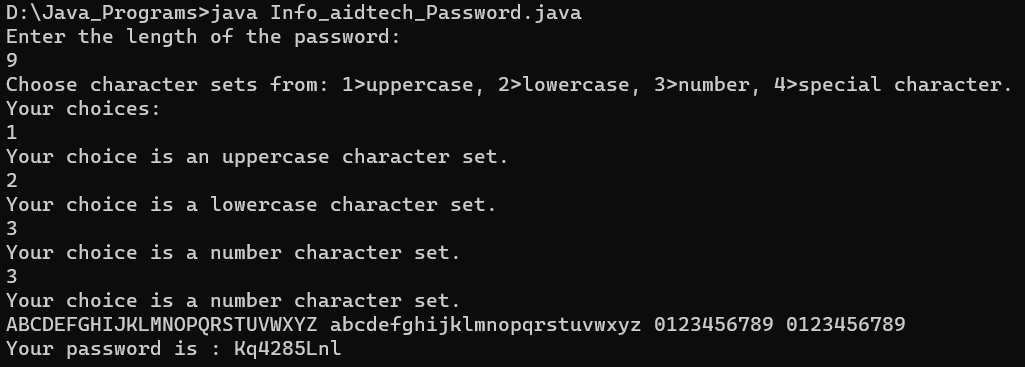 D:\Java_Programs>java Info_aidtech_Password.java
Enter the length of the password:
9
Choose character sets from: 1>uppercase, 2>lowercase, 3>number, 4>special character.
Your choices:
1
Your choice is an uppercase character set.
2
Your choice is a lowercase character set.
3
Your choice is a number character set.
3
Your choice is a number character set.
ABCDEFGHIJKLMNOPQRSTUVWXYZ abcdefghijklmnopqrstuvwxyz 0123456789 0123456789
Your password is : Kq4285Lnl